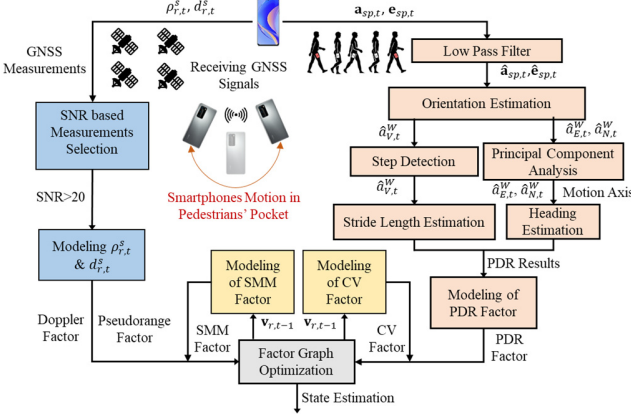 ρ^s_{r,t}, d^s_{r,t}
a_{sp,t}, e_{sp,t}
GNSS
Measurements
Receiving GNSS
Signals
Low Pass Filter
â_{sp,t}, ê_{sp,t}
Orientation Estimation
SNR based
Measurements
Selection
â^W_{V,t}
â^W_{E,t}, â^W_{N,t}
Step Detection
Principal Component
Analysis
Smartphones Motion in
Pedestrians' Pocket
â^W_{V,t}
â^W_{E,t}, â^W_{N,t}
Motion Axis
SNR>20
Stride Length Estimation
Heading
Estimation
Modeling ρ^s_{r,t}
& d^s_{r,t}
PDR Results
Modeling
of SMM
Factor
Modeling
of CV
Factor
Modeling of
PDR Factor
Doppler
Factor
Pseudorange
Factor
SMM
Factor
v_{r,t−1}
v_{r,t−1}
CV
Factor
PDR
Factor
Factor Graph
Optimization
State Estimation